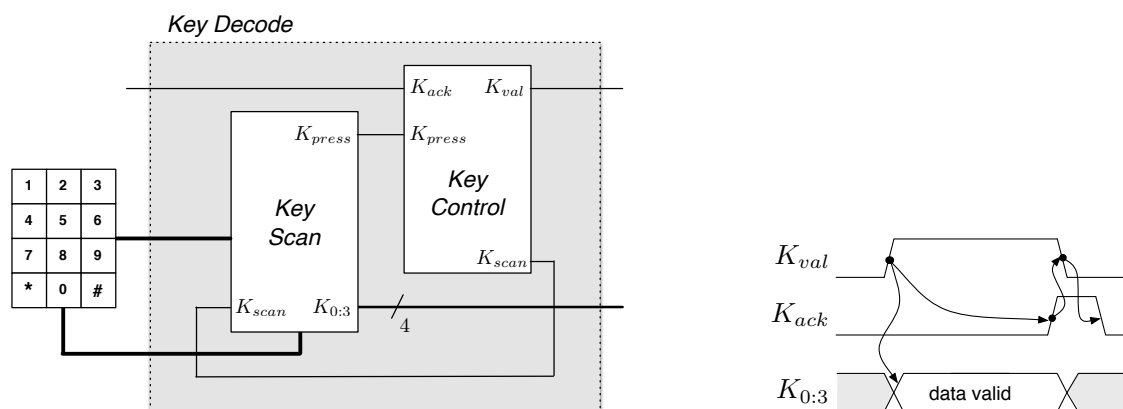 Key Decode
K_ack K_val
K_press K_press
Key
Control
Key
Scan
K_scan
K_scan K_0:3
4
1 2 3
4 5 6
7 8 9
* 0 #
K_val
K_ack
K_0:3 data valid